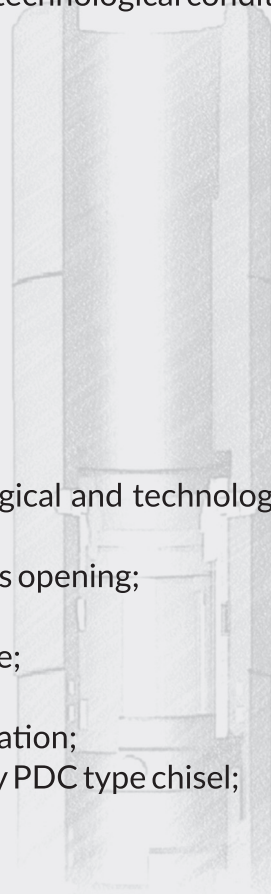 technological condit
gical and technolog
s opening;
e;
ation;
y PDC type chisel;